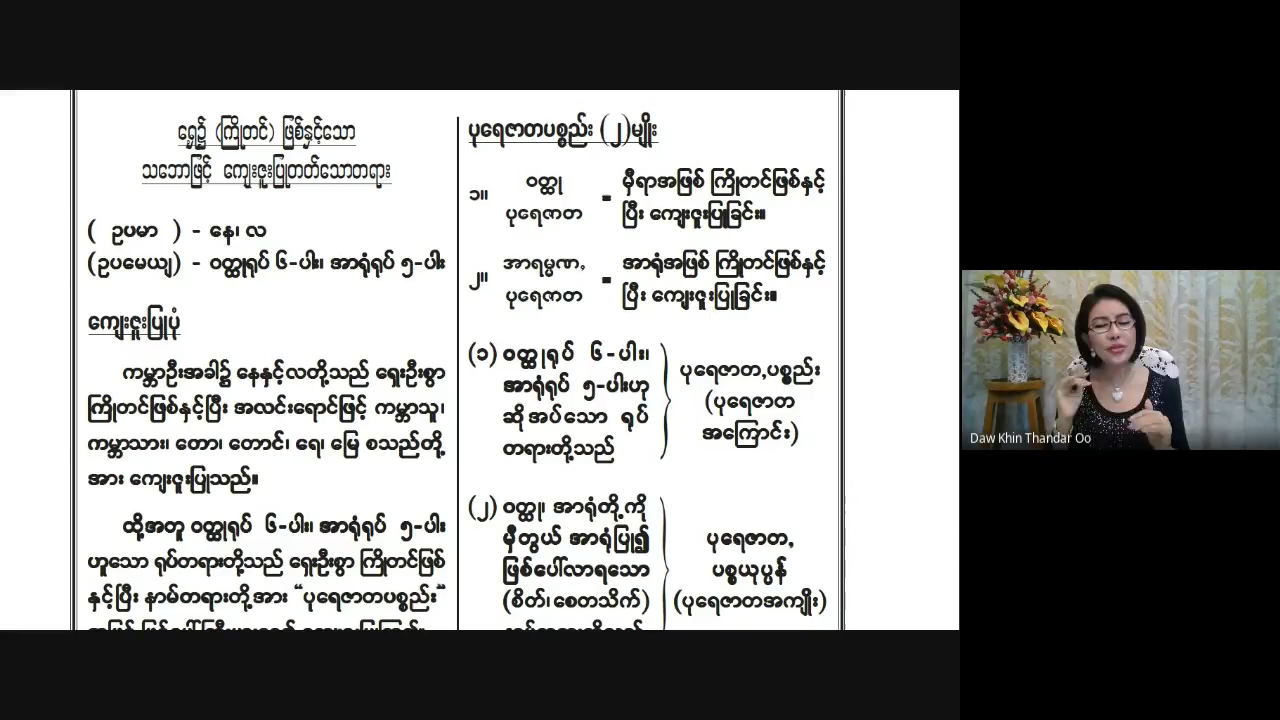 ရှေ့၌ (ကြိုတင်) ဖြစ်နှင့်သော
သဘောဖြင့် ကျေးဇူးပြုတတ်သောတရား
( ဥပမာ ) - နေ၊ လ
(ဥပမေယျ) - ဝတ္ထုရုပ် ၆-ပါး၊ အာရုံရုပ် ၅-ပါး
ကျေးဇူးပြုပုံ
ကမ္ဘာဦးအခါ၌ နေနှင့်လတို့သည် ရှေးဦးစွာ
ကြိုတင်ဖြစ်နှင့်ပြီး အလင်းရောင်ဖြင့် ကမ္ဘာသူ၊
ကမ္ဘာသား၊ တော၊ တောင်၊ ရေ၊ မြေ စသည်တို့
အား ကျေးဇူးပြုသည်။
ထို့အတူ ဝတ္ထုရုပ် ၆-ပါး၊ အာရုံရုပ် ၅-ပါး
ဟူသော ရုပ်တရားတို့သည် ရှေးဦးစွာ ကြိုတင်ဖြစ်
နှင့်ပြီး နာမ်တရားတို့အား “ပုရေဇာတပစ္စည်း“
ပုရေဇာတပစ္စည်း (၂)မျိုး
၁။ ဝတ္ထု ပုရေဇာတ = မှီရာအဖြစ် ကြိုတင်ဖြစ်နှင့်
ပြီး ကျေးဇူးပြုခြင်း။
၂။ အာရမ္မဏ, ပုရေဇာတ = အာရုံအဖြစ် ကြိုတင်ဖြစ်နှင့်
ပြီး ကျေးဇူးပြုခြင်း။
(၁) ဝတ္ထုရုပ် ၆-ပါး၊
အာရုံရုပ် ၅-ပါးဟု
ဆိုအပ်သော ရုပ်
တရားတို့သည်
ပုရေဇာတ,ပစ္စည်း
(ပုရေဇာတ
အကြောင်း)
(၂) ဝတ္ထု၊ အာရုံတို့ကို
မှီတွယ် အာရုံပြု၍
ဖြစ်ပေါ်လာရသော
(စိတ်၊ စေတသိက်)
ပုရေဇာတ,
ပစ္စယုပ္ပန်
(ပုရေဇာတအကျိုး)
Daw Khin Thandar Oo